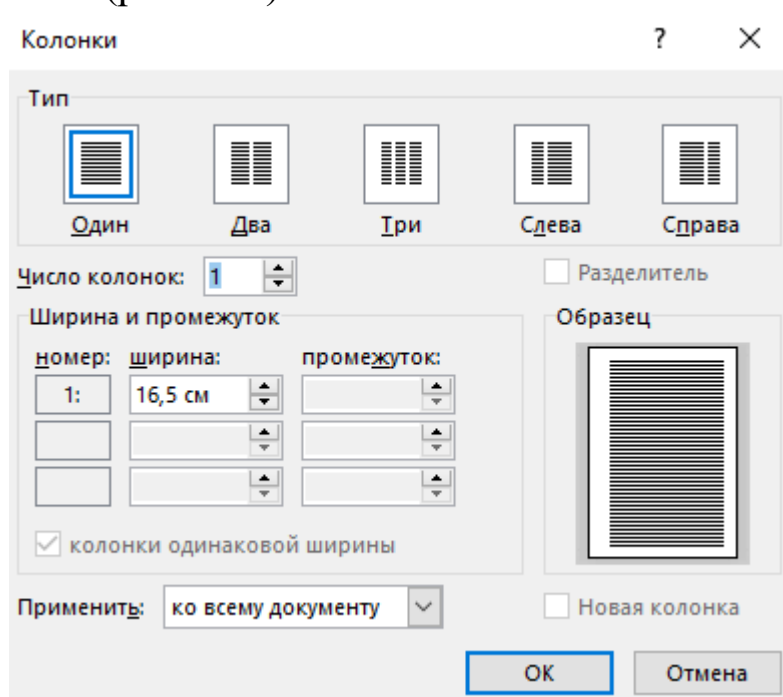 Колонки ? ×
Тип
Один Два Три Слева Справа
Число колонок: 1 Разделитель
Ширина и промежуток Образец
номер: ширина: промежуток:
1: 16,5 см
колонки одинаковой ширины
Применить: ко всему документу Новая колонка
ОК Отмена